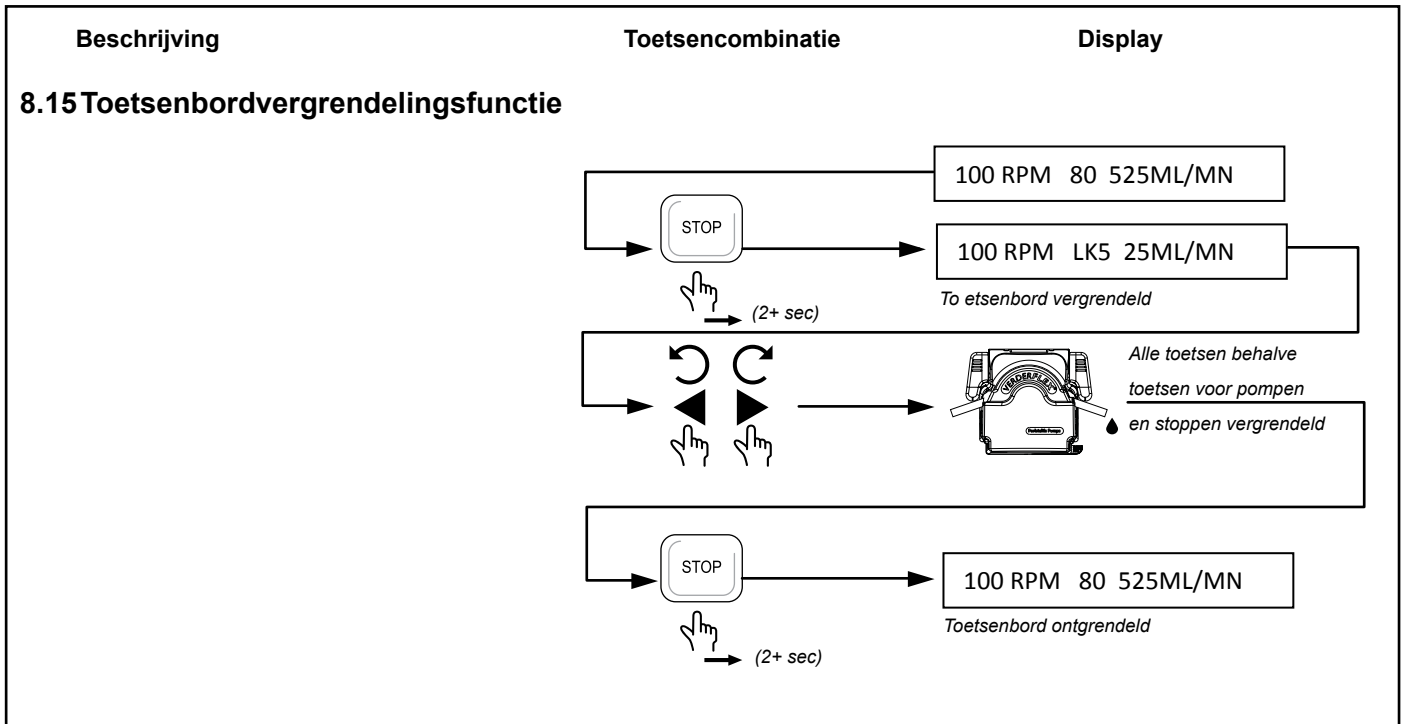 Beschrijving Toetsencombinatie Display
8.15 Toetsenbordvergrendelingsfunctie
100 RPM 80 525ML/MN
STOP
100 RPM LK5 25ML/MN
(2+ sec)
To etsenbord vergrendeld
VERDERFLEX
Alle toetsen behalve
toetsen voor pompen
en stoppen vergrendeld
STOP
100 RPM 80 525ML/MN
(2+ sec)
Toetsenbord ontgrendeld